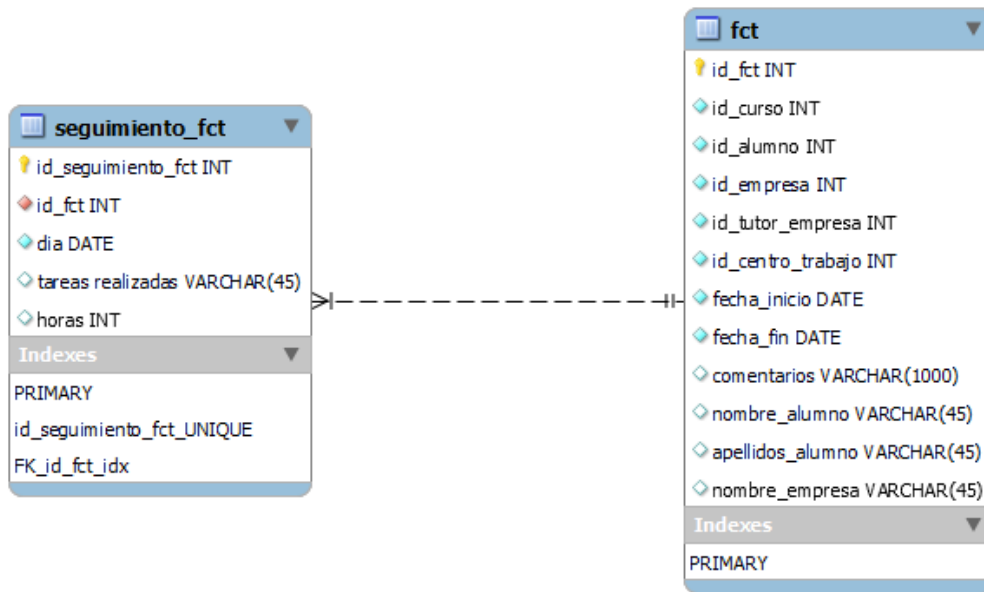 seguimiento_fct
id_seguimiento_fct INT
id_fct INT
dia DATE
tareas realizadas VARCHAR(45)
horas INT
Indexes
PRIMARY
id_seguimiento_fct_UNIQUE
FK_id_fct_idx
fct
id_fct INT
id_curso INT
id_alumno INT
id_empresa INT
id_tutor_empresa INT
id_centro_trabajo INT
fecha_inicio DATE
fecha_fin DATE
comentarios VARCHAR(1000)
nombre_alumno VARCHAR(45)
apellidos_alumno VARCHAR(45)
nombre_empresa VARCHAR(45)
Indexes
PRIMARY